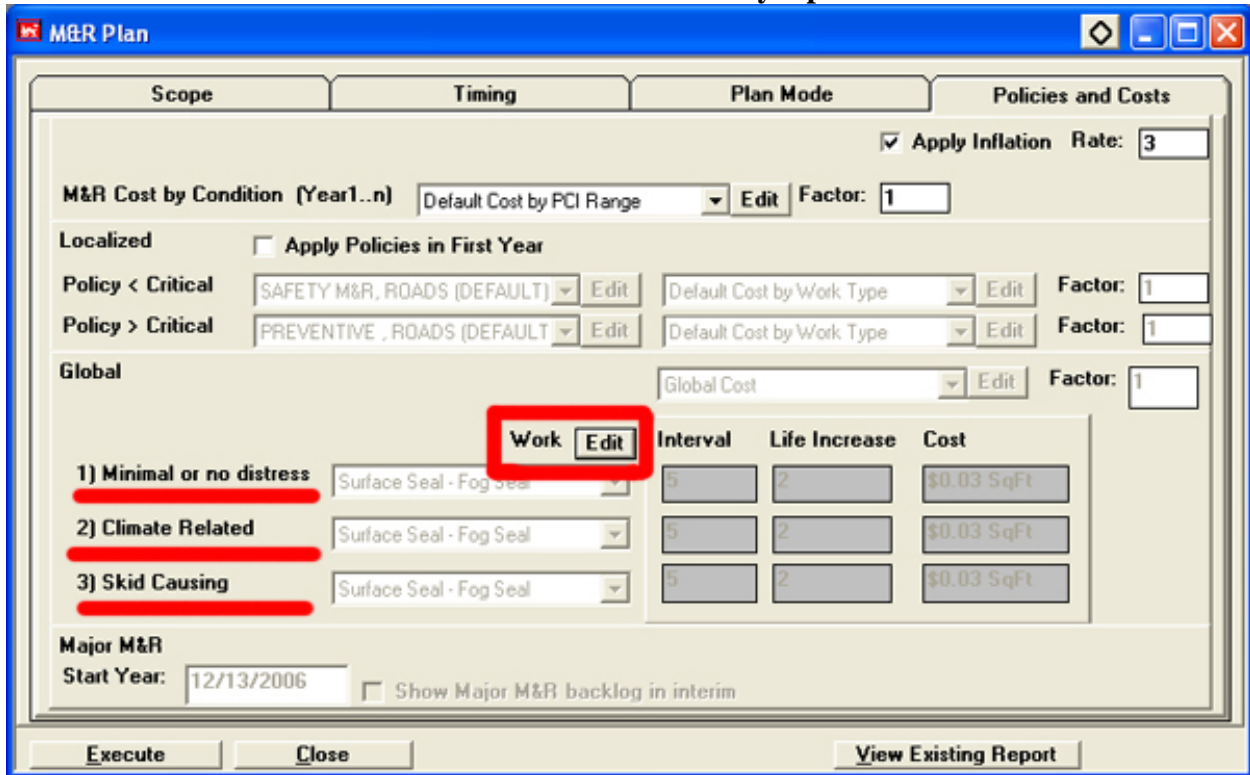 M&R Plan
Scope Timing Plan Mode Policies and Costs
Apply Inflation Rate: 3
M&R Cost by Condition (Year1..n) Default Cost by PCI Range Edit Factor: 1
Localized Apply Policies in First Year
Policy < Critical SAFETY M&R, ROADS (DEFAULT) Edit Default Cost by Work Type Edit Factor: 1
Policy > Critical PREVENTIVE , ROADS (DEFAULT Edit Default Cost by Work Type Edit Factor: 1
Global Global Cost Edit Factor: 1
Work Edit Interval Life Increase Cost
1) Minimal or no distress Surface Seal - Fog Seal 5 2 $0.03 SqFt
2) Climate Related Surface Seal - Fog Seal 5 2 $0.03 SqFt
3) Skid Causing Surface Seal - Fog Seal 5 2 $0.03 SqFt
Major M&R
Start Year: 12/13/2006 Show Major M&R backlog in interim
Execute Close View Existing Report